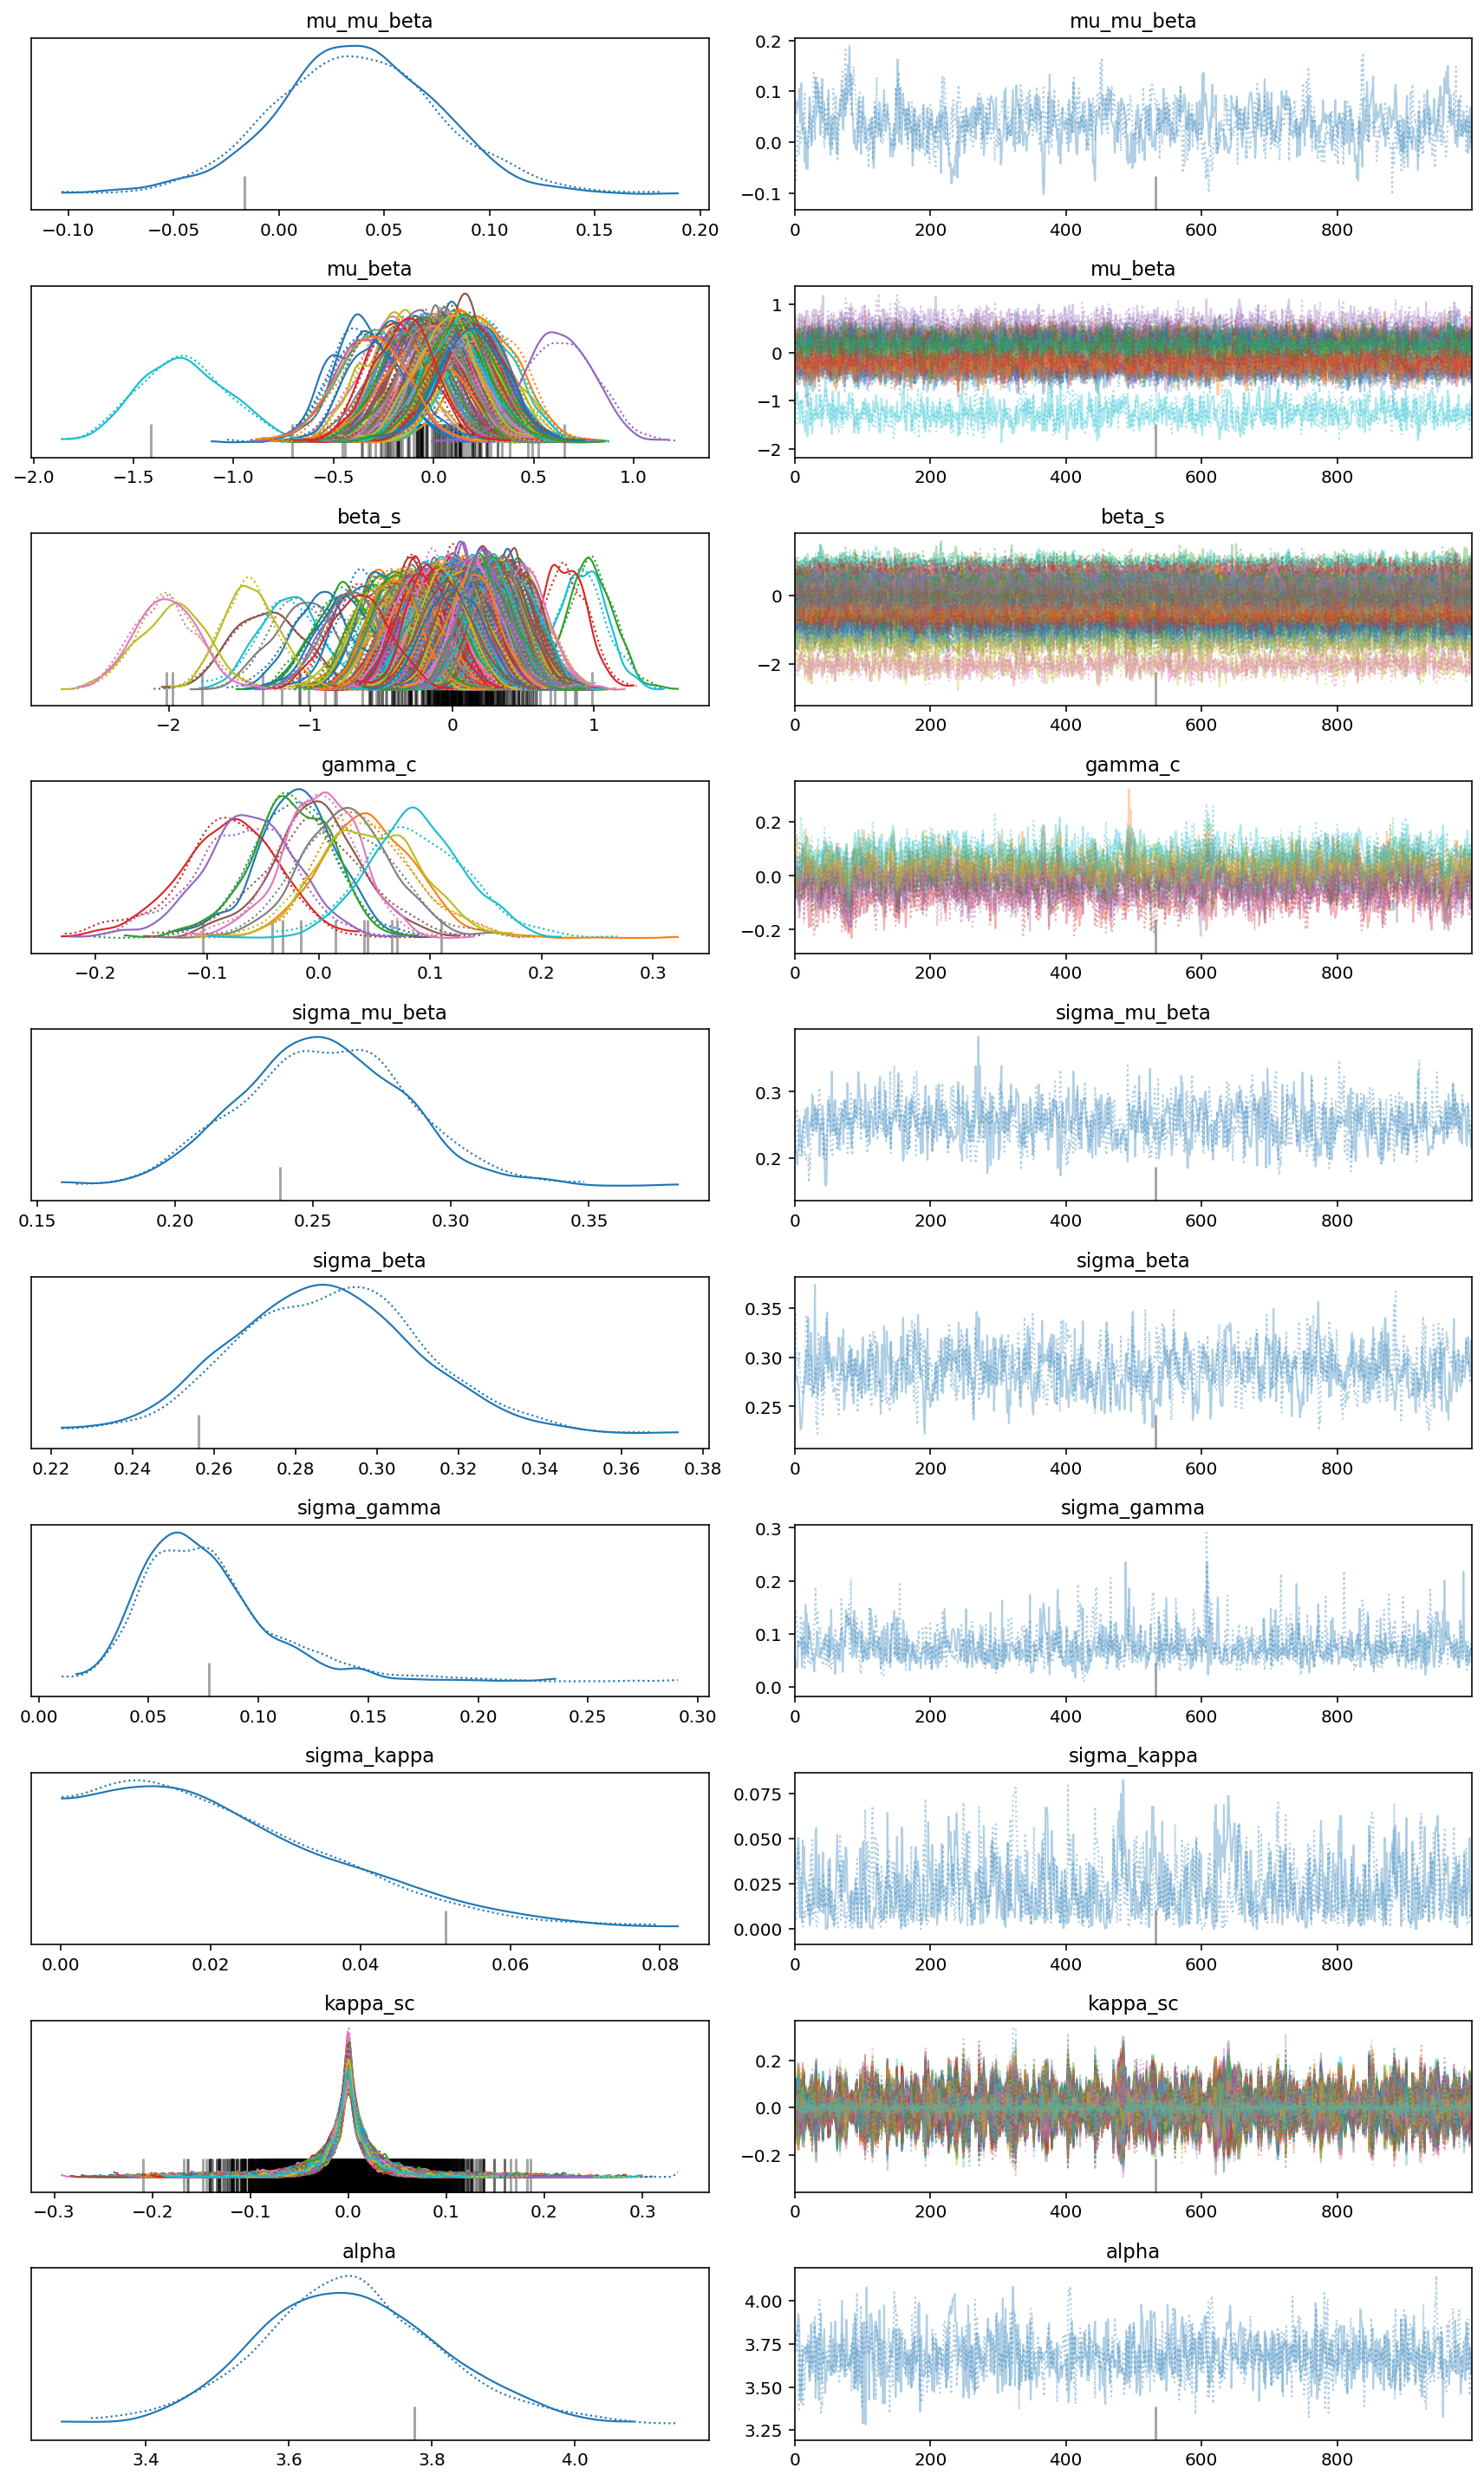 mu_mu_beta mu_mu_beta
0.2
0.1
0.0
−0.1
−0.10 −0.05 0.00 0.05 0.10 0.15 0.20 0 200 400 600 800
mu_beta mu_beta
1
0
−1
−2
−2.0 −1.5 −1.0 −0.5 0.0 0.5 1.0 0 200 400 600 800
beta_s beta_s
0
−2
−2 −1 0 1 0 200 400 600 800
gamma_c gamma_c
0.2
0.0
−0.2
−0.2 −0.1 0.0 0.1 0.2 0.3 0 200 400 600 800
sigma_mu_beta sigma_mu_beta
0.3
0.2
0.15 0.20 0.25 0.30 0.35 0 200 400 600 800
sigma_beta sigma_beta
0.35
0.30
0.25
0.22 0.24 0.26 0.28 0.30 0.32 0.34 0.36 0.38 0 200 400 600 800
sigma_gamma sigma_gamma
0.3
0.2
0.1
0.0
0.00 0.05 0.10 0.15 0.20 0.25 0.30 0 200 400 600 800
sigma_kappa sigma_kappa
0.075
0.050
0.025
0.000
0.00 0.02 0.04 0.06 0.08 0 200 400 600 800
kappa_sc kappa_sc
0.2
0.0
−0.2
−0.3 −0.2 −0.1 0.0 0.1 0.2 0.3 0 200 400 600 800
alpha alpha
4.00
3.75
3.50
3.25
3.4 3.6 3.8 4.0 0 200 400 600 800